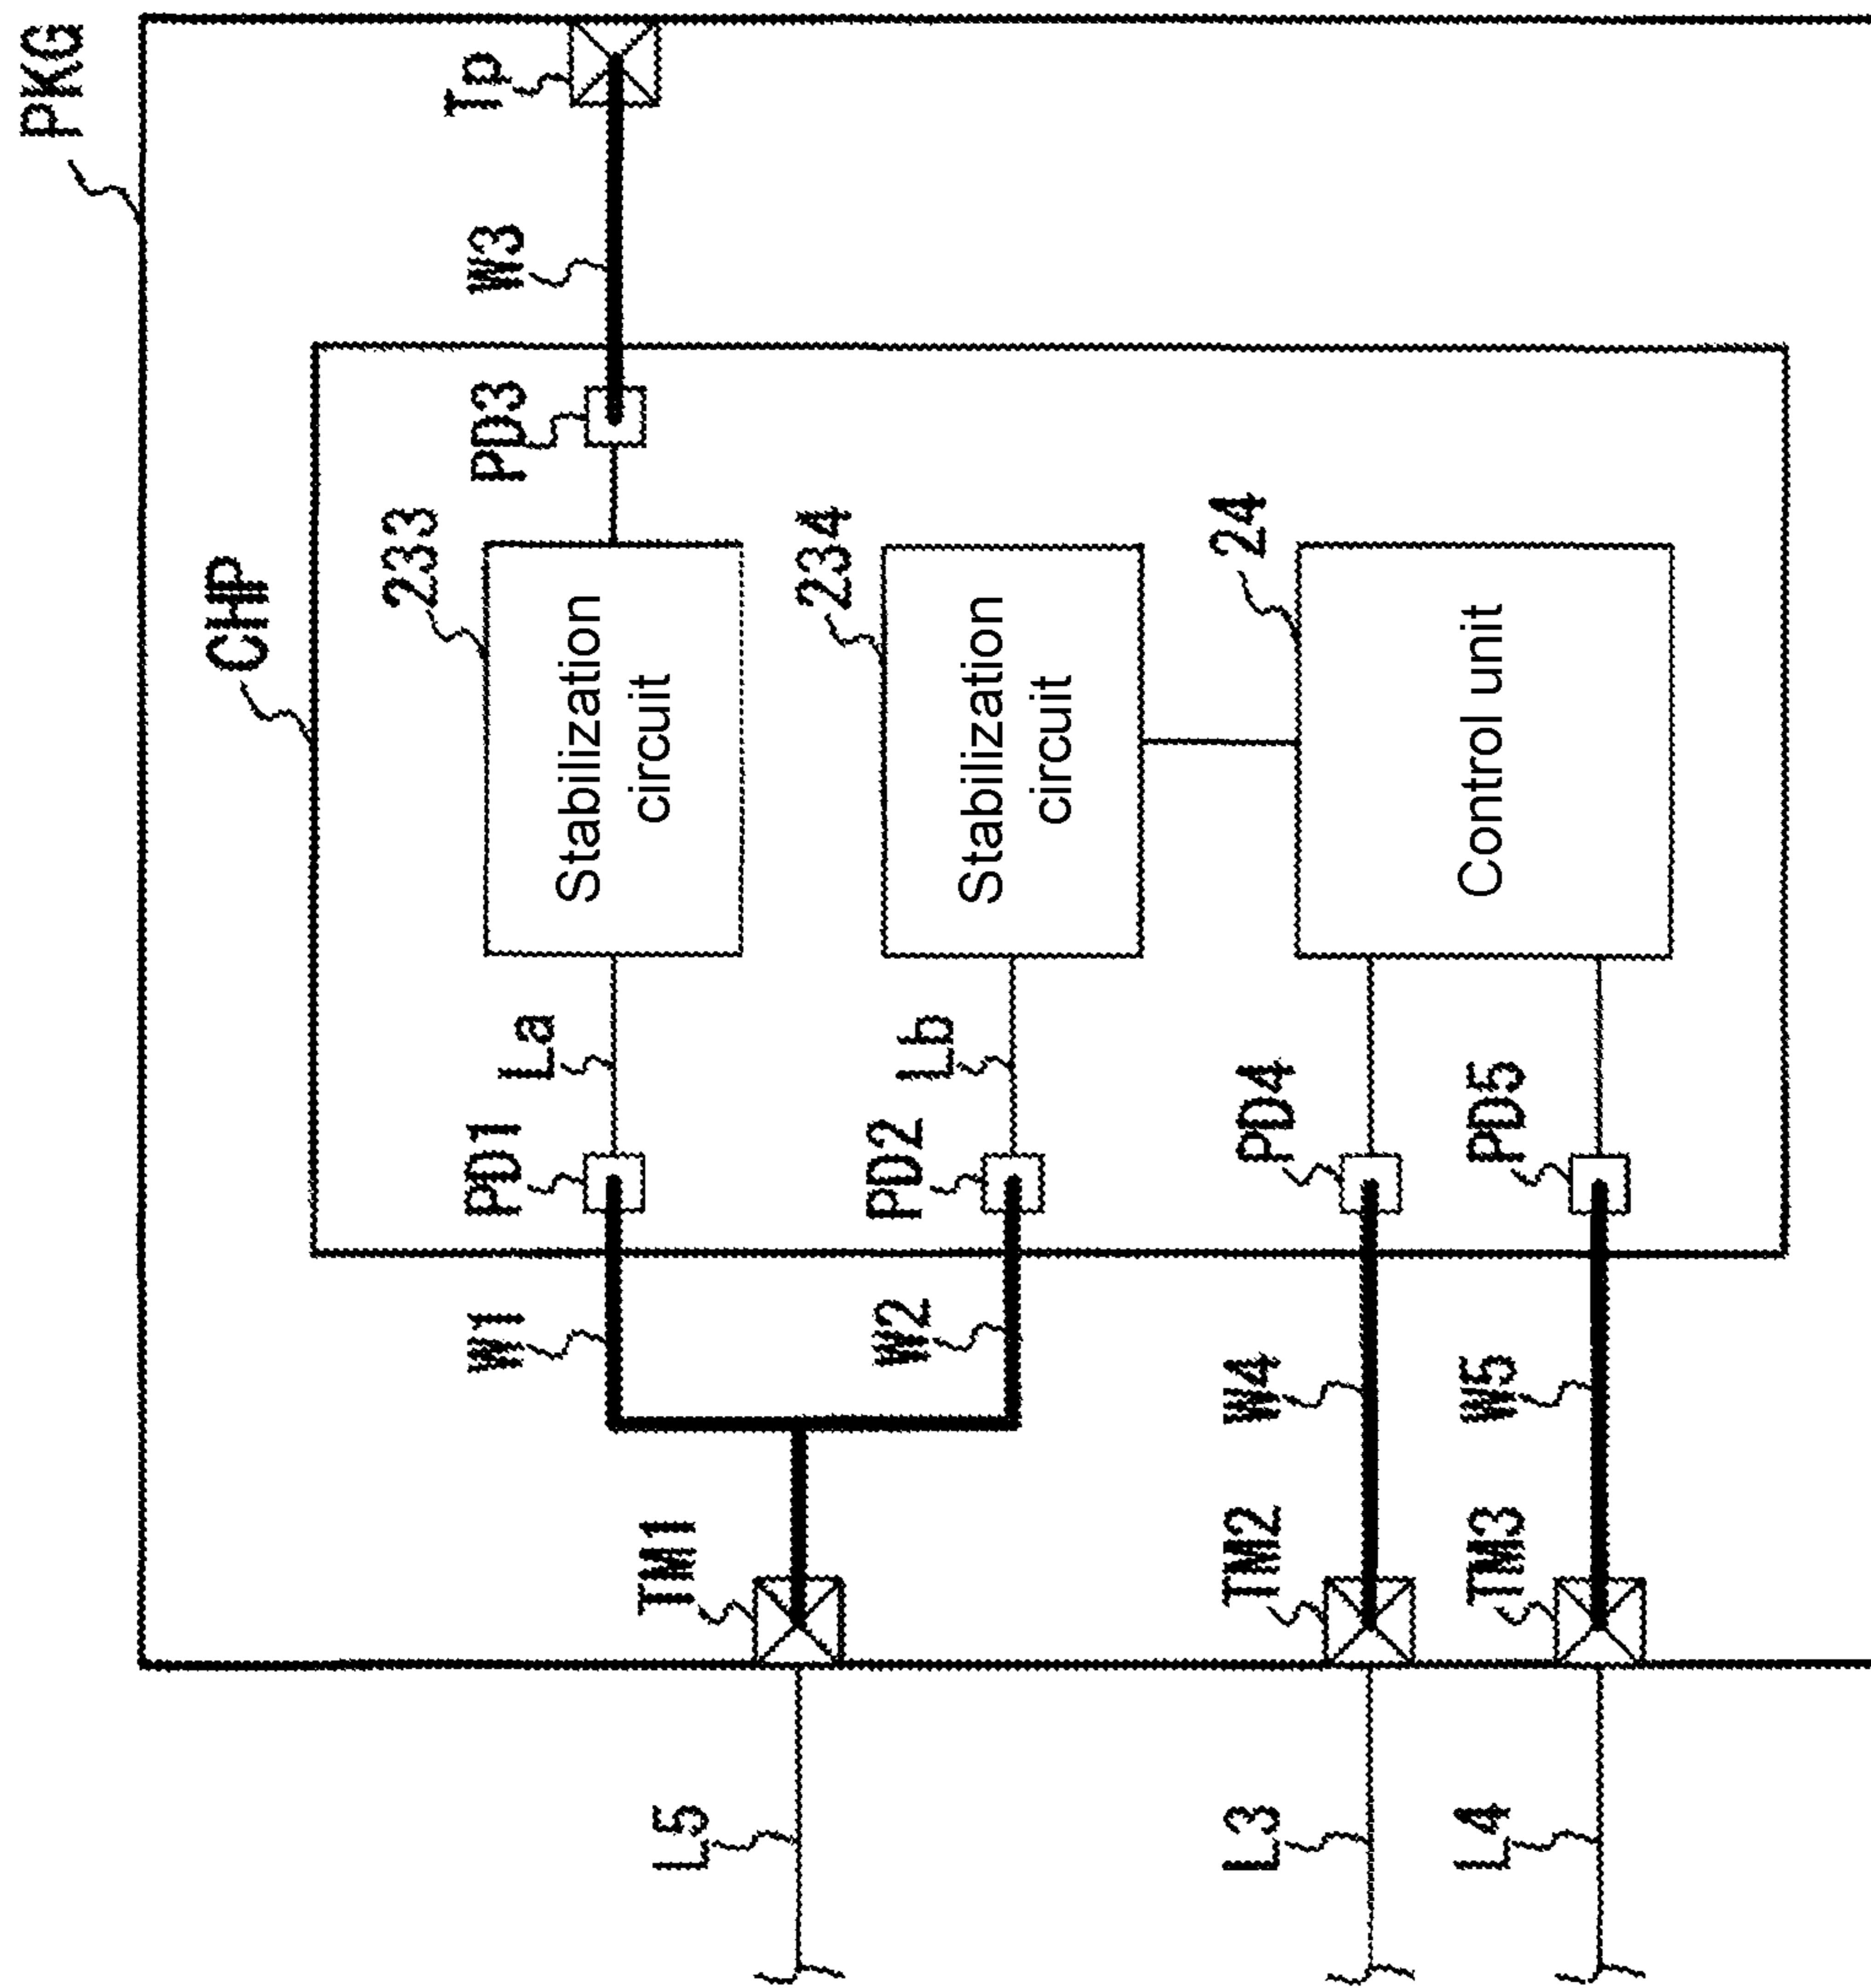 PKG
CHP
Tp
W3
PD3
233
Stabilization
circuit
La
PD1
W1
234
Stabilization
circuit
Lb
PD2
W2
TM1
L5
24
Control unit
PD4
W4
TM2
L3
PD5
W5
TM3
L4